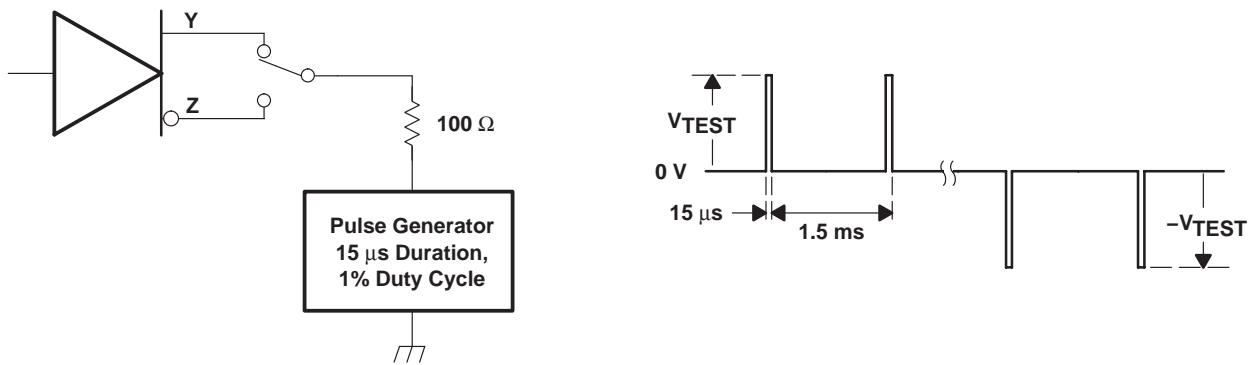 Y
Z
100 Ω
Pulse Generator
15 μs Duration,
1% Duty Cycle
VTEST
0 V
15 μs
1.5 ms
–VTEST